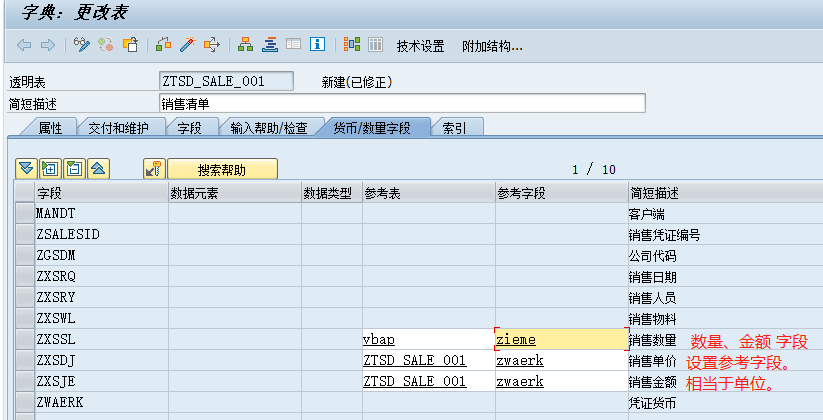 字典：更改表
技术设置 附加结构...
透明表 ZTSD_SALE_001 新建(已修正)
简短描述 销售清单
属性 交付和维护 字段 输入帮助/检查 货币/数量字段 索引
搜索帮助 1 / 10
字段 数据元素 数据类型 参考表 参考字段 简短描述
MANDT 客户端
ZSALESID 销售凭证编号
ZGSDM 公司代码
ZXSRQ 销售日期
ZXSRY 销售人员
ZXSWL 销售物料
ZXSSL vbap zieme 销售数量 数量、金额 字段
ZXSDJ ZTSD_SALE_001 zwaerk 销售单价 设置参考字段。
ZXSJE ZTSD_SALE_001 zwaerk 销售金额 相当于单位。
ZWAERK 凭证货币